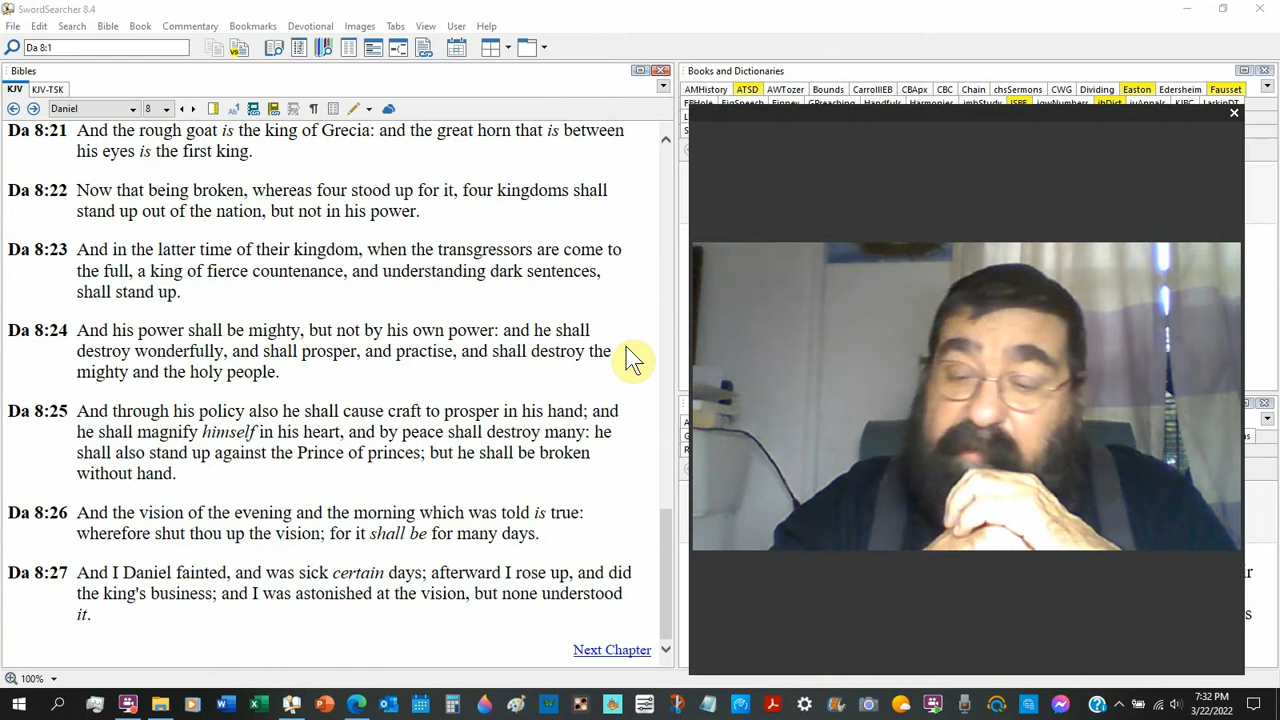 SwordSearcher 8.4
File Edit Search Bible Book Commentary Bookmarks Devotional Images Tabs View User Help
Da 8:1
Bibles
KJV KJV-TSK
Daniel 8
Da 8:21 And the rough goat is the king of Grecia: and the great horn that is between
his eyes is the first king.
Da 8:22 Now that being broken, whereas four stood up for it, four kingdoms shall
stand up out of the nation, but not in his power.
Da 8:23 And in the latter time of their kingdom, when the transgressors are come to
the full, a king of fierce countenance, and understanding dark sentences,
shall stand up.
Da 8:24 And his power shall be mighty, but not by his own power: and he shall
destroy wonderfully, and shall prosper, and practise, and shall destroy the
mighty and the holy people.
Da 8:25 And through his policy also he shall cause craft to prosper in his hand; and
he shall magnify himself in his heart, and by peace shall destroy many: he
shall also stand up against the Prince of princes; but he shall be broken
without hand.
Da 8:26 And the vision of the evening and the morning which was told is true:
wherefore shut thou up the vision; for it shall be for many days.
Da 8:27 And I Daniel fainted, and was sick certain days; afterward I rose up, and did
the king's business; and I was astonished at the vision, but none understood
it.
Next Chapter
100%
Books and Dictionaries
AMHistory ATSD AWTozer Bounds CarrollIEB CBApx CBC Chain chsSermons CWG Dividing Easton Edersheim Fausset
7:32 PM
3/22/2022